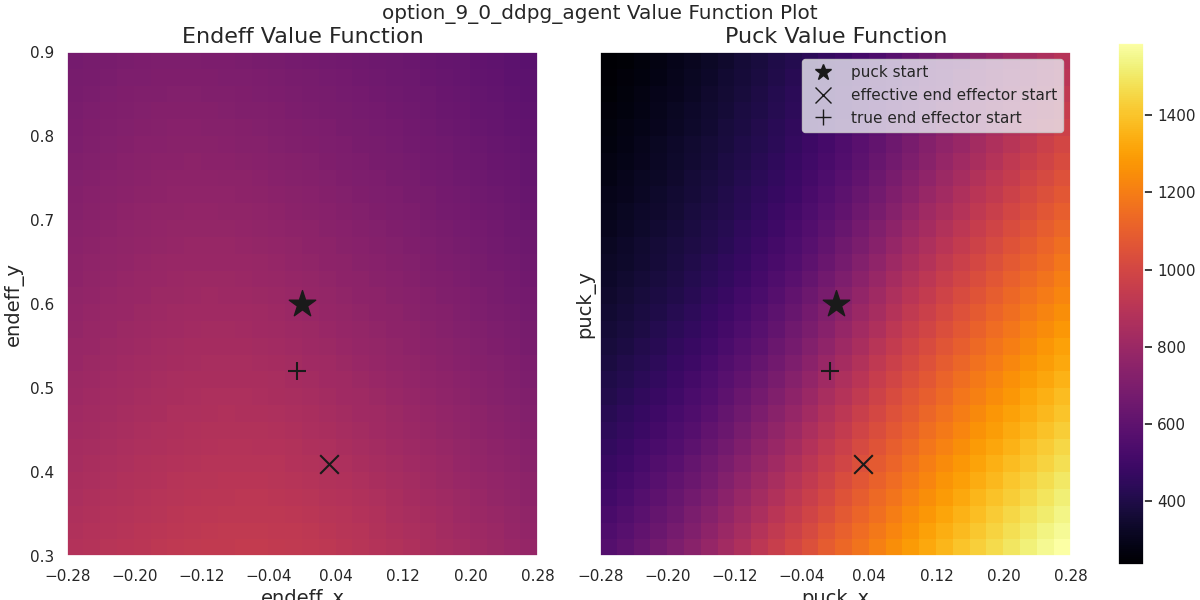 option_9_0_ddpg_agent Value Function Plot
Endeff Value Function
Puck Value Function
0.9
0.8
0.7
0.6
0.5
0.4
0.3
endeff_y
−0.28 −0.20 −0.12 −0.04 0.04 0.12 0.20 0.28
endeff_x
puck start
effective end effector start
true end effector start
puck_y
−0.28 −0.20 −0.12 −0.04 0.04 0.12 0.20 0.28
puck_x
1400
1200
1000
800
600
400